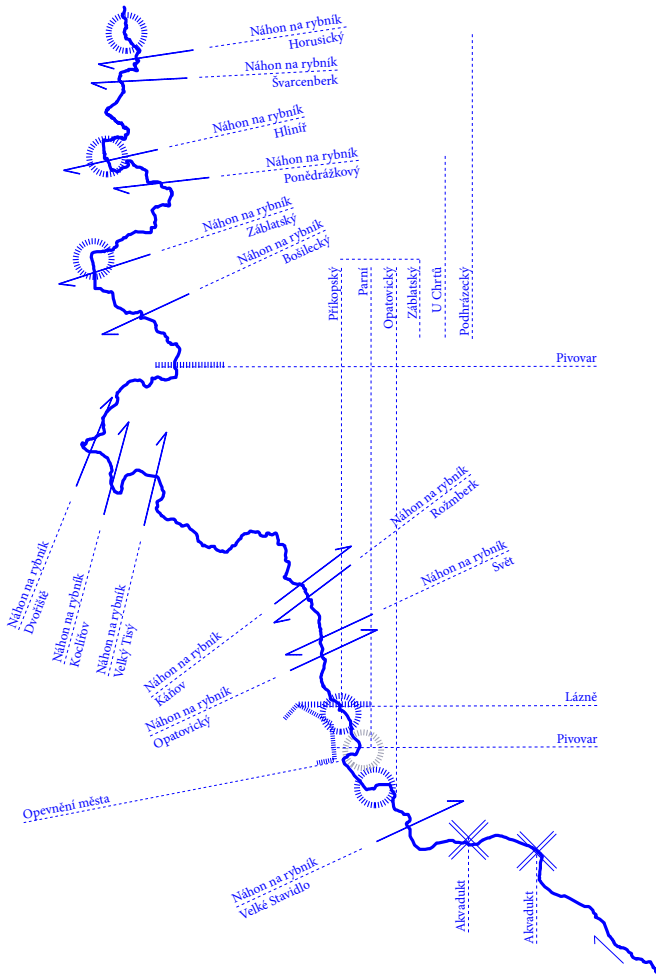 Náhon na rybník
Horusický
Náhon na rybník
Švarcenberk
Náhon na rybník
Hliníř
Náhon na rybník
Ponědrážkový
Náhon na rybník
Záblatský
Náhon na rybník
Bošilecký
Příkopský
Parní
Opatovický
Záblatský
U Chrtů
Podhrázecký
Pivovar
Náhon na rybník
Rožmberk
Náhon na rybník
Svět
Náhon na rybník
Dvořiště
Náhon na rybník
Koclířov
Náhon na rybník
Velký Tisý
Náhon na rybník
Káňov
Náhon na rybník
Opatovický
Lázně
Pivovar
Opevnění města
Náhon na rybník
Velké Stavidlo
Akvadukt
Akvadukt